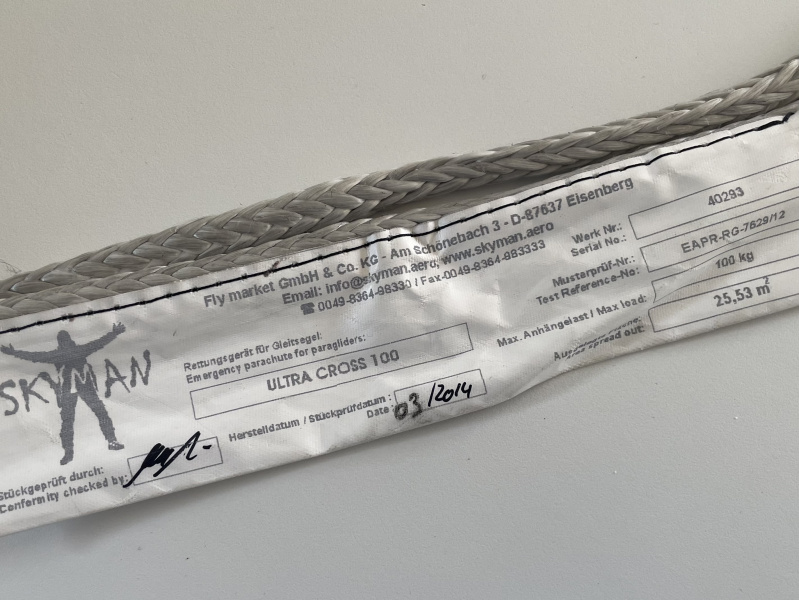 Fly market GmbH & Co. KG - Am Schönebach 3 - D-87637 Eisenberg
Email: info@skyman.aero, www.skyman.aero
☎ 0049-8364-98330 / Fax-0049-8364-983333
SKYMAN
Rettungsgerät für Gleitsegel:
Emergency parachute for paragliders:
ULTRA CROSS 100
Herstelldatum / Stückprüfdatum :
Date :
03/2014
Stückgeprüft durch:
Conformity checked by:
Werk Nr.:
Serial No.:
40293
Musterprüf-Nr.:
Test Reference-No:
EAPR-RG-7629/12
Max. Anhängelast / Max load:
100 kg
spread out:
25,53 m²